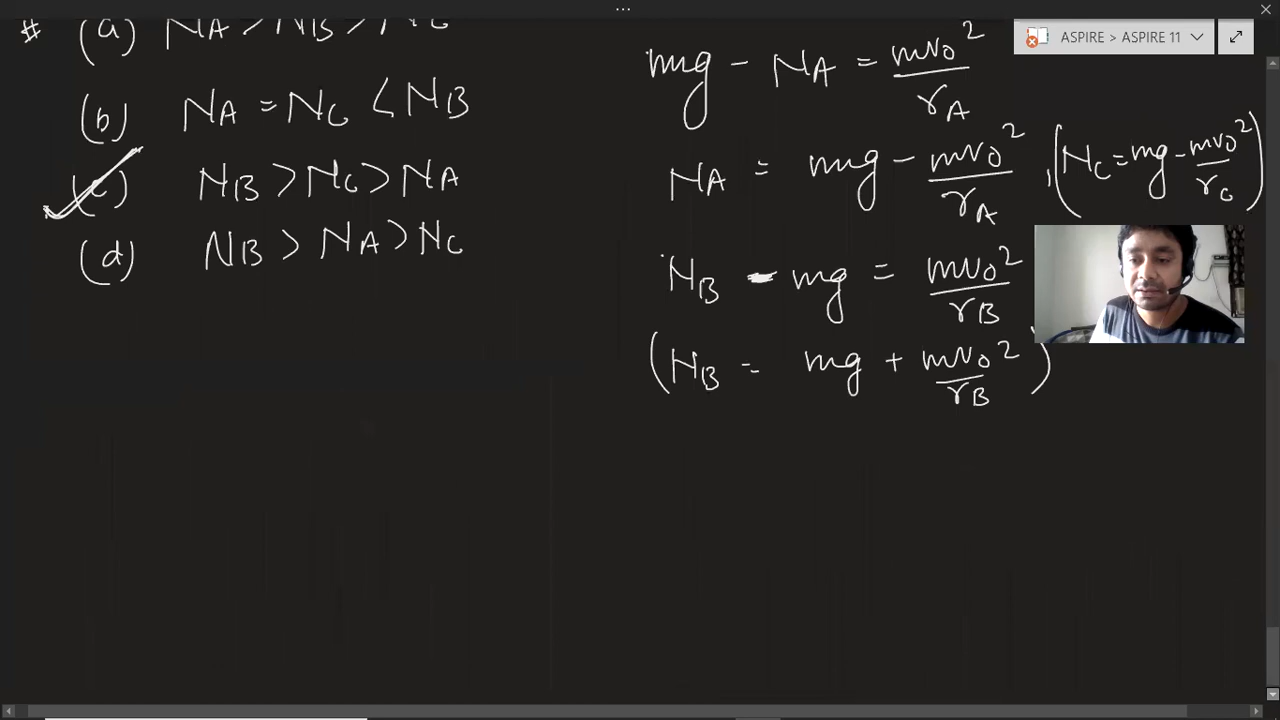 # (a) NA > NB > NC
(b) NA = NC < NB
(c) NB > NC > NA
(d) NB > NA > NC
mg - NA = mv₀²/rA
NA = mg - mv₀²/rA , (NC = mg - mv₀²/rC)
NB - mg = mv₀²/rB
(NB = mg + mv₀²/rB)
ASPIRE > ASPIRE 11